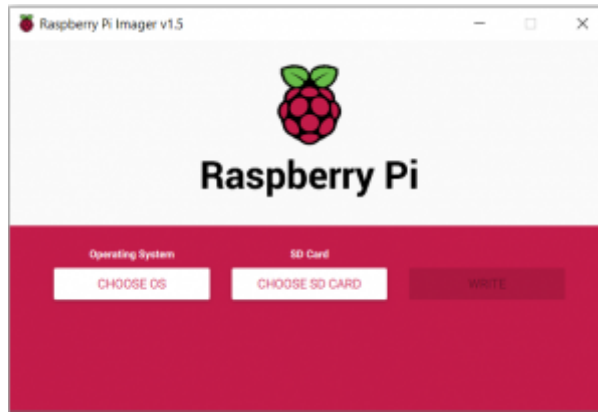 Raspberry Pi Imager v1.5
Raspberry Pi
Operating System
SD Card
CHOOSE OS
CHOOSE SD CARD
WRITE